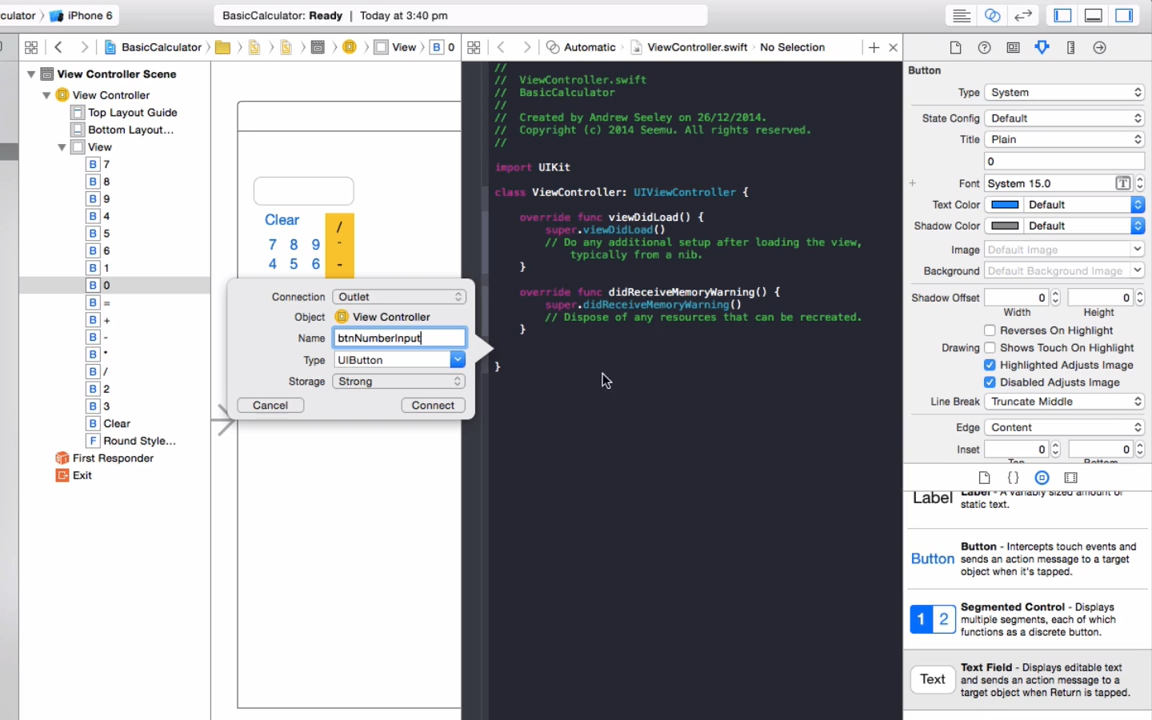 culator
iPhone 6
BasicCalculator: Ready | Today at 3:40 pm
BasicCalculator
View
B 0
Automatic
ViewController.swift
No Selection
View Controller Scene
View Controller
Top Layout Guide
Bottom Layout...
View
B 7
B 8
B 9
B 4
B 5
B 6
B 1
B 0
B =
B +
B -
B *
B /
B 2
B 3
B Clear
F Round Style...
First Responder
Exit
Clear
/
7 8 9
4 5 6 -
Connection Outlet
Object View Controller
Name btnNumberInput
Type UIButton
Storage Strong
Cancel
Connect
//
// ViewController.swift
// BasicCalculator
//
// Created by Andrew Seeley on 26/12/2014.
// Copyright (c) 2014 Seemu. All rights reserved.
//
import UIKit
class ViewController: UIViewController {
override func viewDidLoad() {
super.viewDidLoad()
// Do any additional setup after loading the view,
typically from a nib.
}
override func didReceiveMemoryWarning() {
super.didReceiveMemoryWarning()
// Dispose of any resources that can be recreated.
}
}
Button
Type System
State Config Default
Title Plain
0
Font System 15.0
Text Color Default
Shadow Color Default
Image Default Image
Background Default Background Image
Shadow Offset 0 0
Width Height
Reverses On Highlight
Drawing Shows Touch On Highlight
Highlighted Adjusts Image
Disabled Adjusts Image
Line Break Truncate Middle
Edge Content
Inset 0 0
Top Bottom
Label
Label - A variably sized amount of
static text.
Button
Button - Intercepts touch events and
sends an action message to a target
object when it's tapped.
1 2
Segmented Control - Displays
multiple segments, each of which
functions as a discrete button.
Text
Text Field - Displays editable text
and sends an action message to a
target object when Return is tapped.